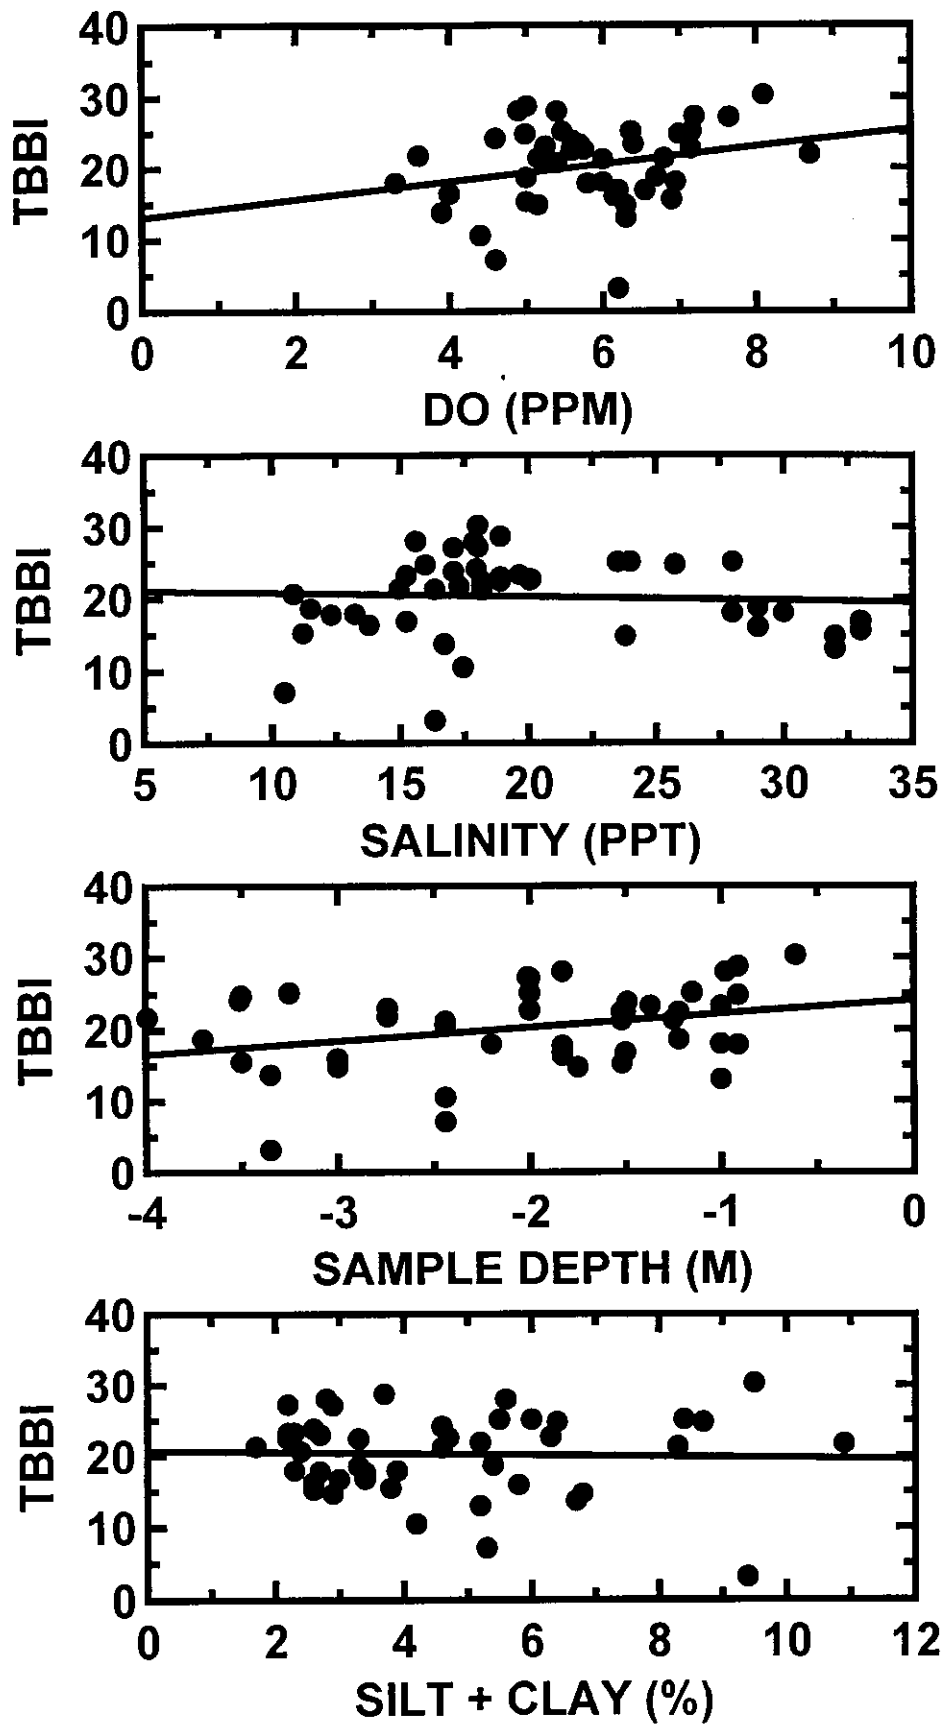 40
30
TBBI
20
10
0
0 2 4 6 8 10
DO (PPM)
40
30
TBBI
20
10
0
5 10 15 20 25 30 35
SALINITY (PPT)
40
30
TBBI
20
10
0
-4 -3 -2 -1 0
SAMPLE DEPTH (M)
40
30
TBBI
20
10
0
0 2 4 6 8 10 12
SILT + CLAY (%)